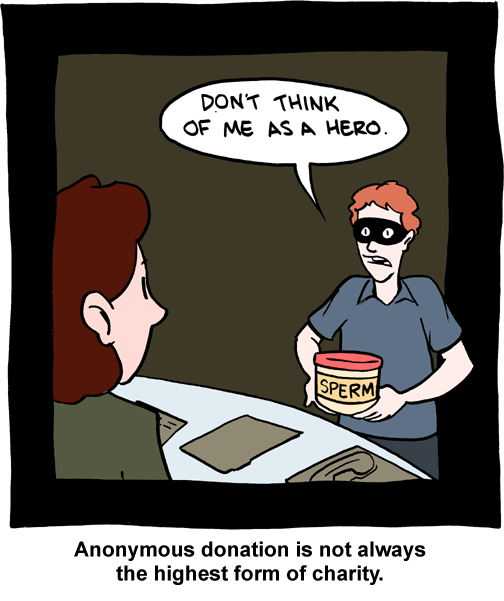 DON'T THINK
OF ME AS A HERO.
SPERM
Anonymous donation is not always
the highest form of charity.